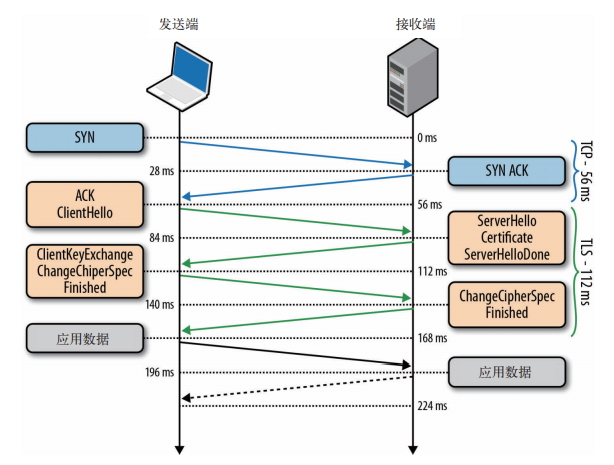 发送端
接收端
SYN
0 ms
TCP - 56 ms
28 ms
SYN ACK
ACK
ClientHello
56 ms
ServerHello
Certificate
ServerHelloDone
84 ms
TLS - 112 ms
ClientKeyExchange
ChangeChiperSpec
Finished
112 ms
ChangeCipherSpec
Finished
140 ms
应用数据
168 ms
196 ms
应用数据
224 ms